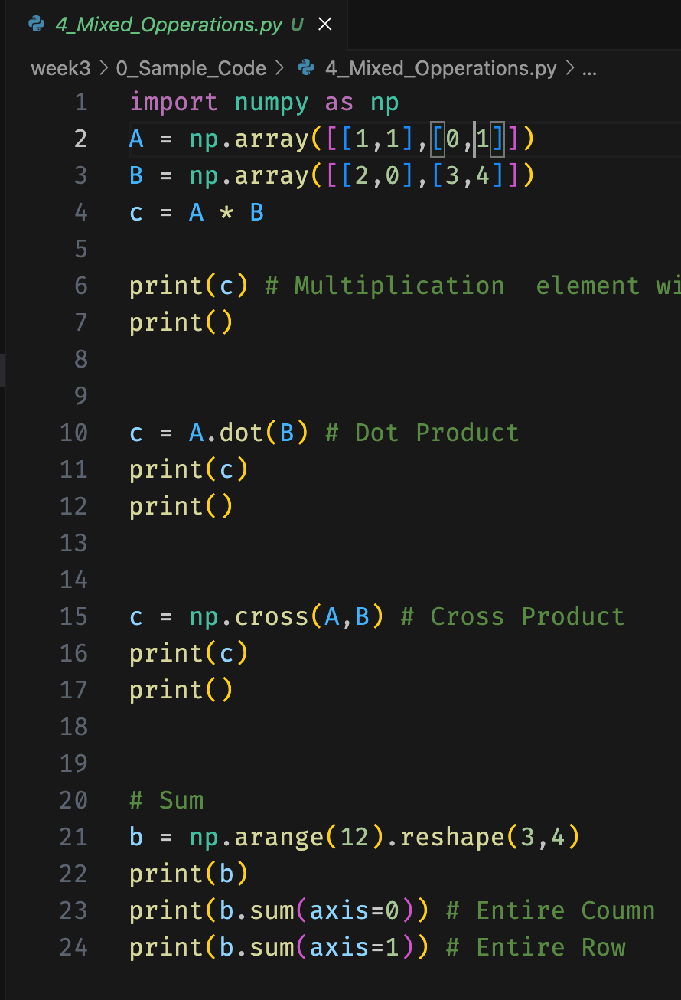 4_Mixed_Opperations.py U
week3 > 0_Sample_Code > 4_Mixed_Opperations.py > ...
1 import numpy as np
2 A = np.array([[1,1],[0,1]])
3 B = np.array([[2,0],[3,4]])
4 c = A * B
5
6 print(c) # Multiplication  element wi
7 print()
8
9
10 c = A.dot(B) # Dot Product
11 print(c)
12 print()
13
14
15 c = np.cross(A,B) # Cross Product
16 print(c)
17 print()
18
19
20 # Sum
21 b = np.arange(12).reshape(3,4)
22 print(b)
23 print(b.sum(axis=0)) # Entire Coumn
24 print(b.sum(axis=1)) # Entire Row